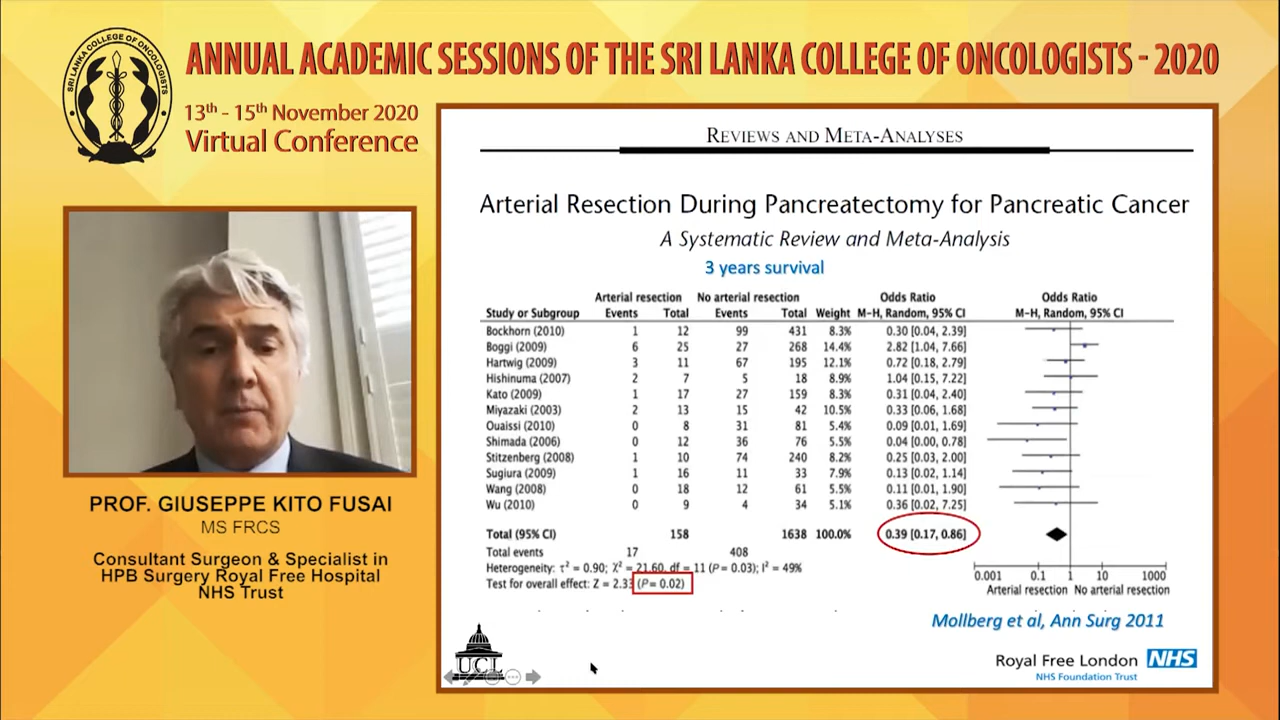 SRI LANKA COLLEGE OF ONCOLOGISTS
ANNUAL ACADEMIC SESSIONS OF THE SRI LANKA COLLEGE OF ONCOLOGISTS - 2020
13th - 15th November 2020
Virtual Conference
PROF. GIUSEPPE KITO FUSAI
MS FRCS
Consultant Surgeon & Specialist in
HPB Surgery Royal Free Hospital
NHS Trust
REVIEWS AND META-ANALYSES
Arterial Resection During Pancreatectomy for Pancreatic Cancer
A Systematic Review and Meta-Analysis
3 years survival
Arterial resection No arterial resection Odds Ratio Odds Ratio
Study or Subgroup Events Total Events Total Weight M-H, Random, 95% CI M-H, Random, 95% CI
Bockhorn (2010) 1 12 99 431 8.3% 0.30 [0.04, 2.39]
Boggi (2009) 6 25 27 268 14.4% 2.82 [1.04, 7.66]
Hartwig (2009) 3 11 67 195 12.1% 0.72 [0.18, 2.79]
Hishinuma (2007) 2 7 5 18 8.9% 1.04 [0.15, 7.22]
Kato (2009) 1 17 27 159 8.3% 0.31 [0.04, 2.40]
Miyazaki (2003) 2 13 15 42 10.5% 0.33 [0.06, 1.68]
Ouaissi (2010) 0 8 31 81 5.4% 0.09 [0.01, 1.69]
Shimada (2006) 0 12 36 76 5.5% 0.04 [0.00, 0.78]
Stitzenberg (2008) 1 10 74 240 8.2% 0.25 [0.03, 2.00]
Sugiura (2009) 1 16 11 33 7.9% 0.13 [0.02, 1.14]
Wang (2008) 0 18 12 61 5.5% 0.11 [0.01, 1.90]
Wu (2010) 0 9 4 34 5.1% 0.36 [0.02, 7.25]
Total (95% CI) 158 1638 100.0% 0.39 [0.17, 0.86]
Total events 17 408
Heterogeneity: τ² = 0.90; χ² = 21.60, df = 11 (P = 0.03); I² = 49%
Test for overall effect: Z = 2.33 (P = 0.02)
0.001 0.1 1 10 1000
Arterial resection No arterial resection
Mollberg et al, Ann Surg 2011
UCL
Royal Free London NHS
NHS Foundation Trust